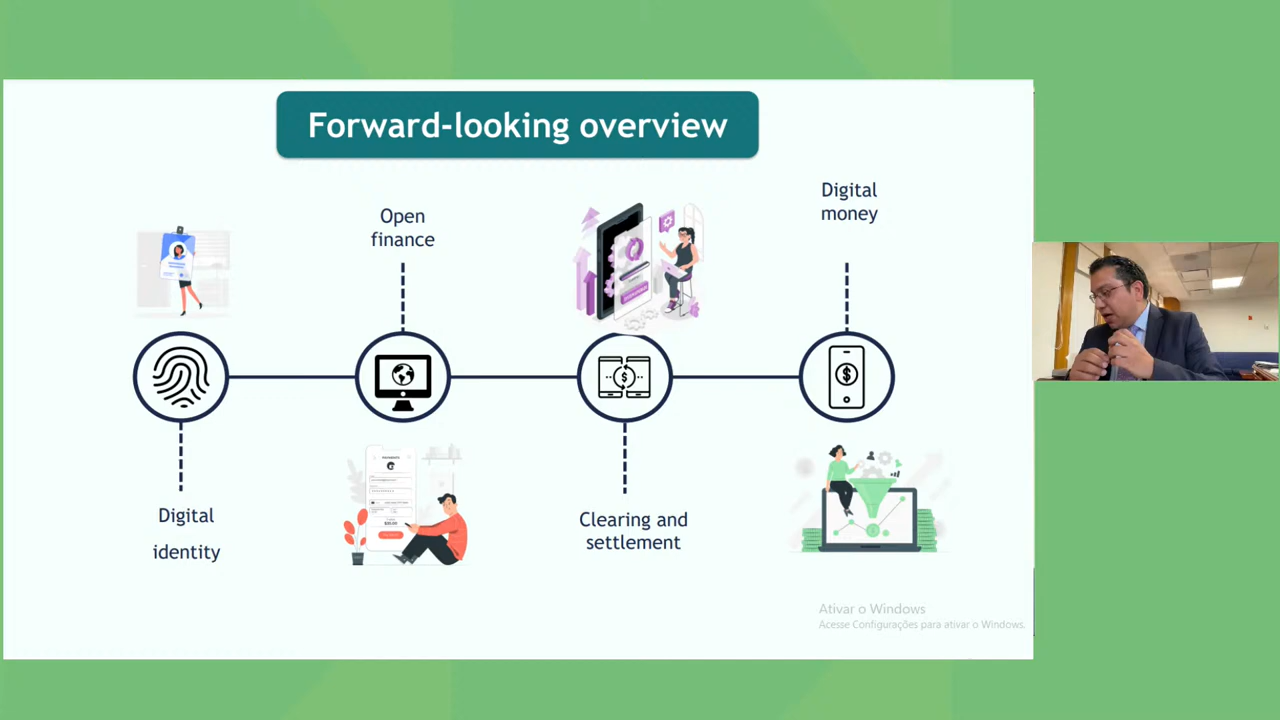 Forward-looking overview
Digital
money
Open
finance
Digital
identity
Clearing and
settlement
Ativar o Windows
Acesse Configurações para ativar o Windows.